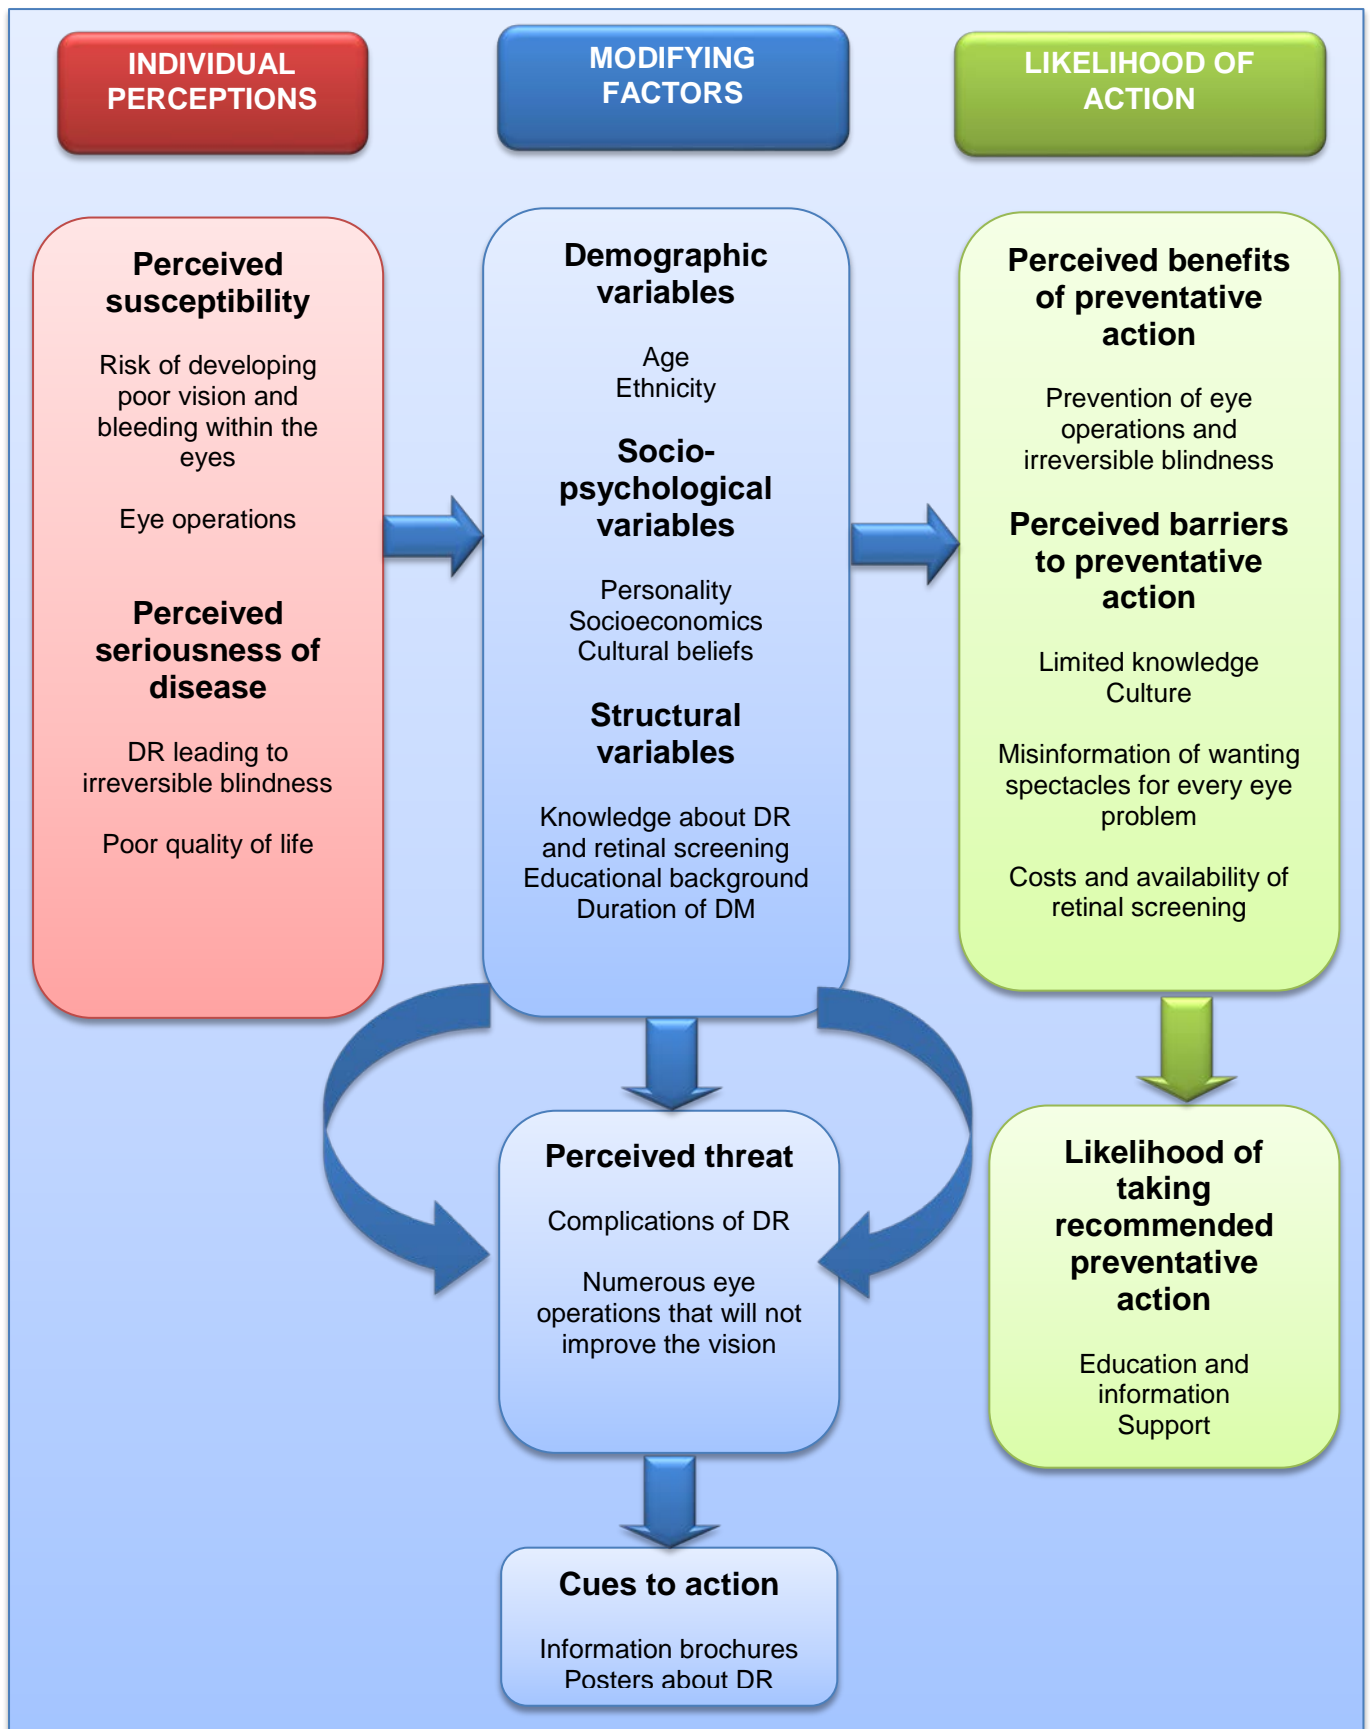 INDIVIDUAL
PERCEPTIONS
MODIFYING
FACTORS
LIKELIHOOD OF
ACTION
Perceived
susceptibility
Risk of developing
poor vision and
bleeding within the
eyes
Eye operations
Perceived
seriousness of
disease
DR leading to
irreversible blindness
Poor quality of life
Demographic
variables
Age
Ethnicity
Socio-
psychological
variables
Personality
Socioeconomics
Cultural beliefs
Structural
variables
Knowledge about DR
and retinal screening
Educational background
Duration of DM
Perceived benefits
of preventative
action
Prevention of eye
operations and
irreversible blindness
Perceived barriers
to preventative
action
Limited knowledge
Culture
Misinformation of wanting
spectacles for every eye
problem
Costs and availability of
retinal screening
Perceived threat
Complications of DR
Numerous eye
operations that will not
improve the vision
Likelihood of
taking
recommended
preventative
action
Education and
information
Support
Cues to action
Information brochures
Posters about DR